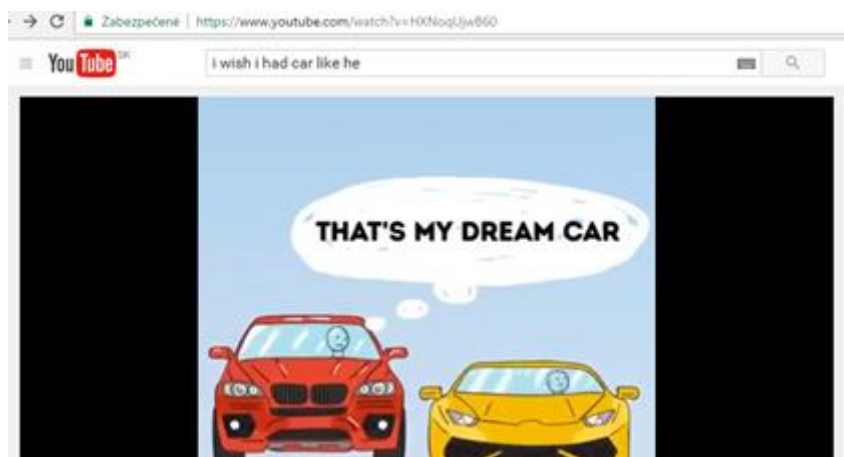 Zabezpečené | https://www.youtube.com/watch?v=HXNoqUjw860
YouTube SK
i wish i had car like he
THAT'S MY DREAM CAR